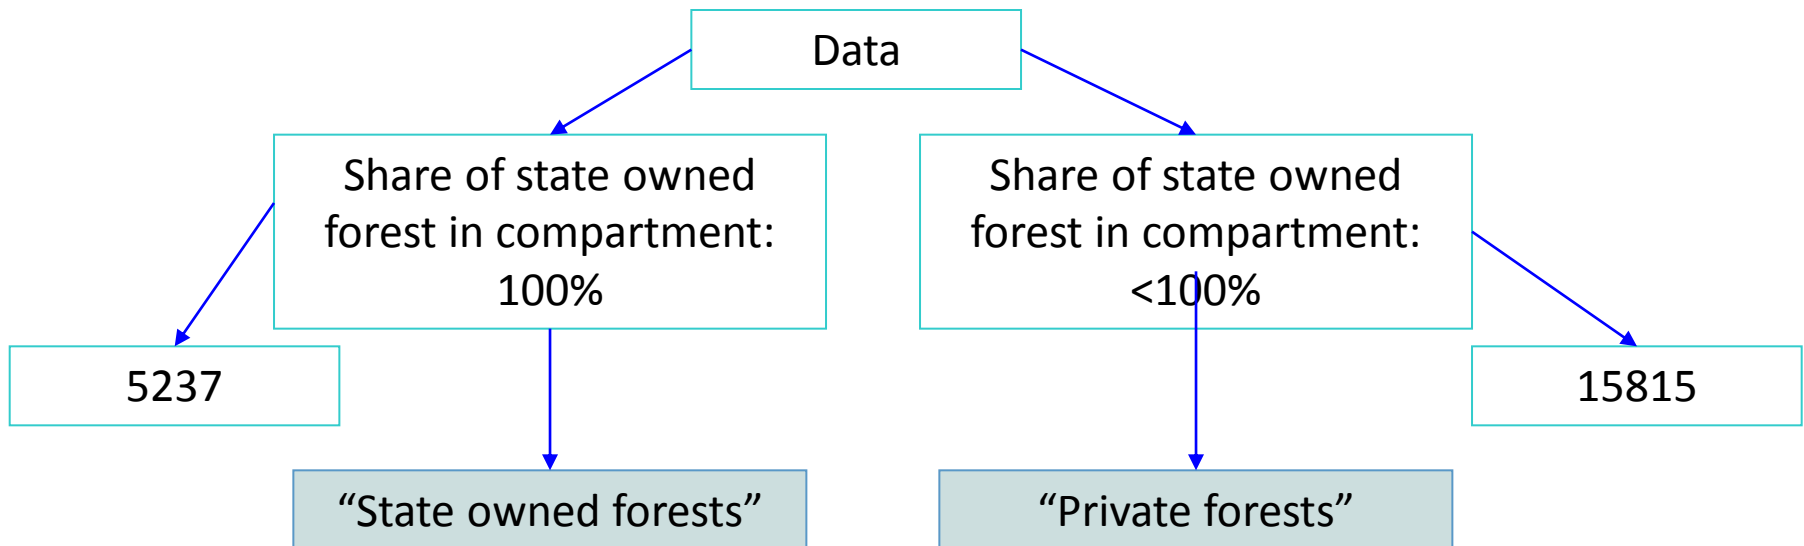 Data
Share of state owned
forest in compartment:
100%
Share of state owned
forest in compartment:
<100%
5237
15815
“State owned forests”
“Private forests”